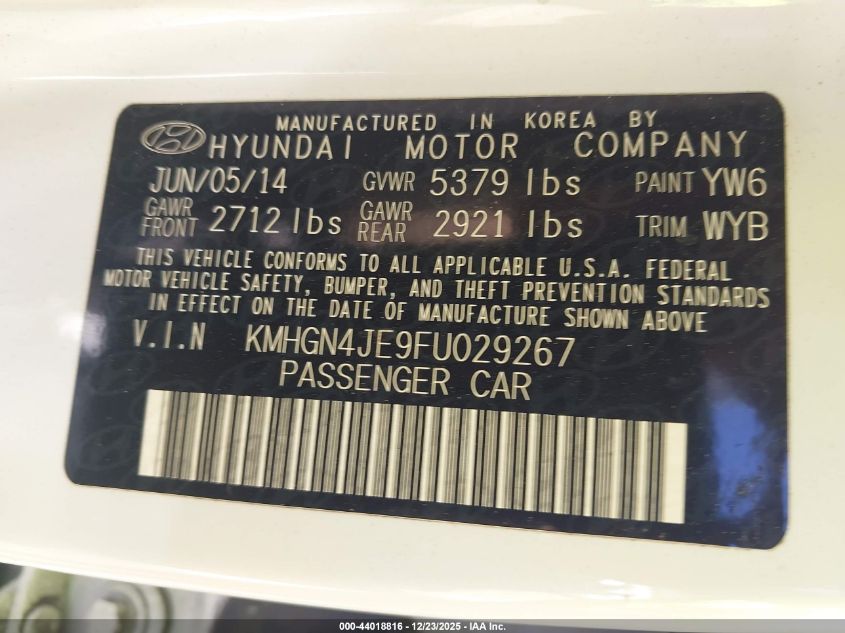 MANUFACTURED IN KOREA BY
HYUNDAI MOTOR COMPANY
JUN/05/14 GVWR 5379 lbs PAINT YW6
GAWR FRONT 2712 lbs GAWR REAR 2921 lbs TRIM WYB
THIS VEHICLE CONFORMS TO ALL APPLICABLE U.S.A. FEDERAL
MOTOR VEHICLE SAFETY, BUMPER, AND THEFT PREVENTION STANDARDS
IN EFFECT ON THE DATE OF MANUFACTURE SHOWN ABOVE
V.I.N KMHGN4JE9FU029267
PASSENGER CAR
000-44018816 - 12/23/2025 - IAA Inc.